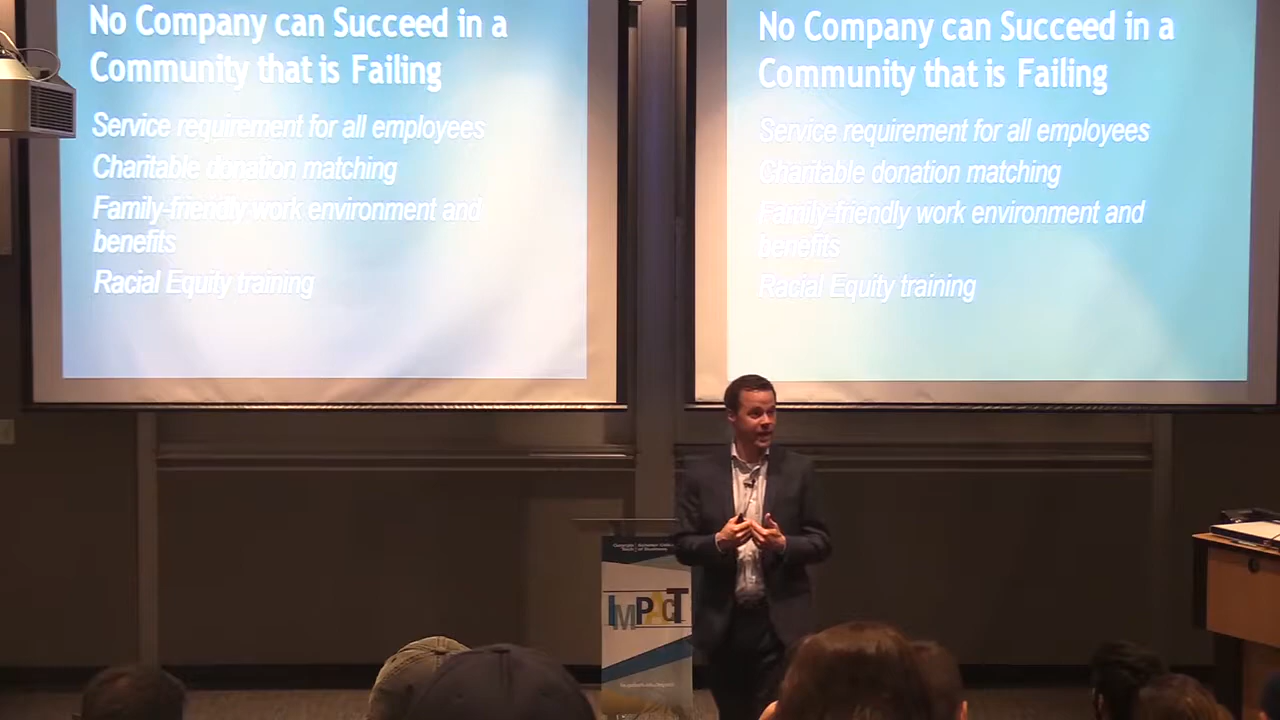 No Company can Succeed in a
Community that is Failing
Service requirement for all employees
Charitable donation matching
Family-friendly work environment and
benefits
Racial Equity training
No Company can Succeed in a
Community that is Failing
Service requirement for all employees
Charitable donation matching
Family-friendly work environment and
benefits
Racial Equity training
IMPACT